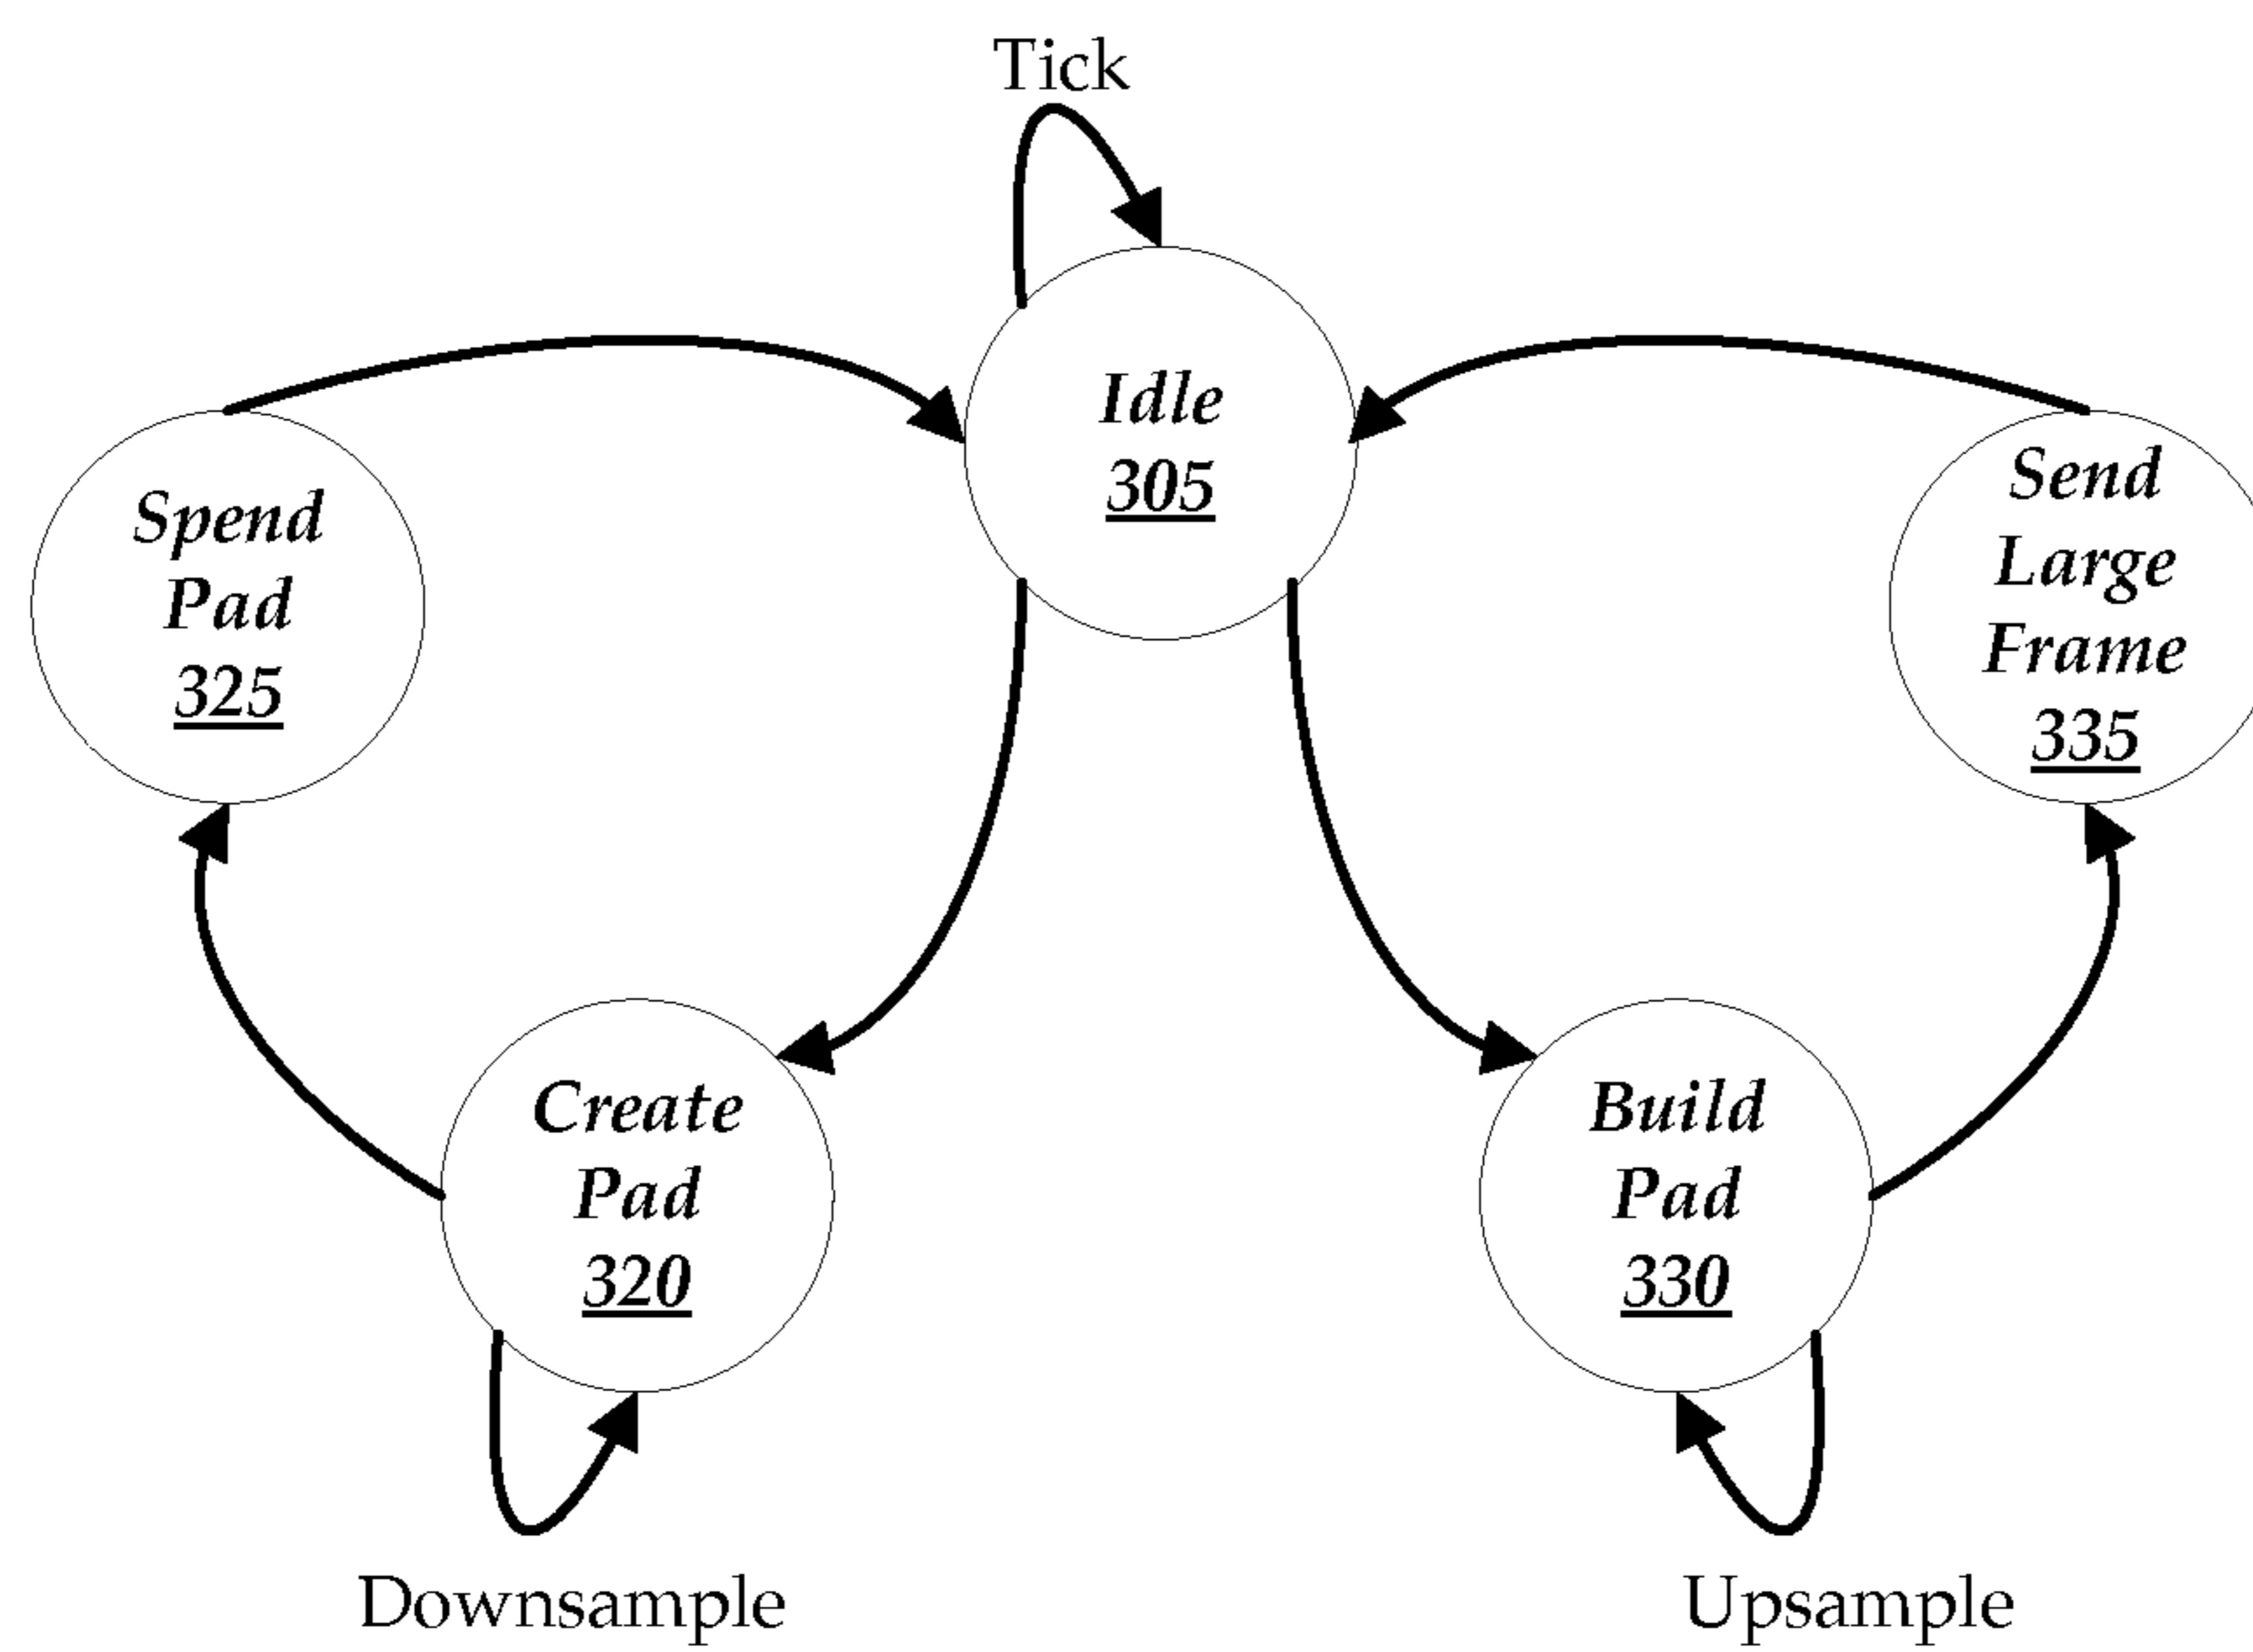 Tick
Idle
305
Spend
Pad
325
Send
Large
Frame
335
Create
Pad
320
Build
Pad
330
Downsample
Upsample